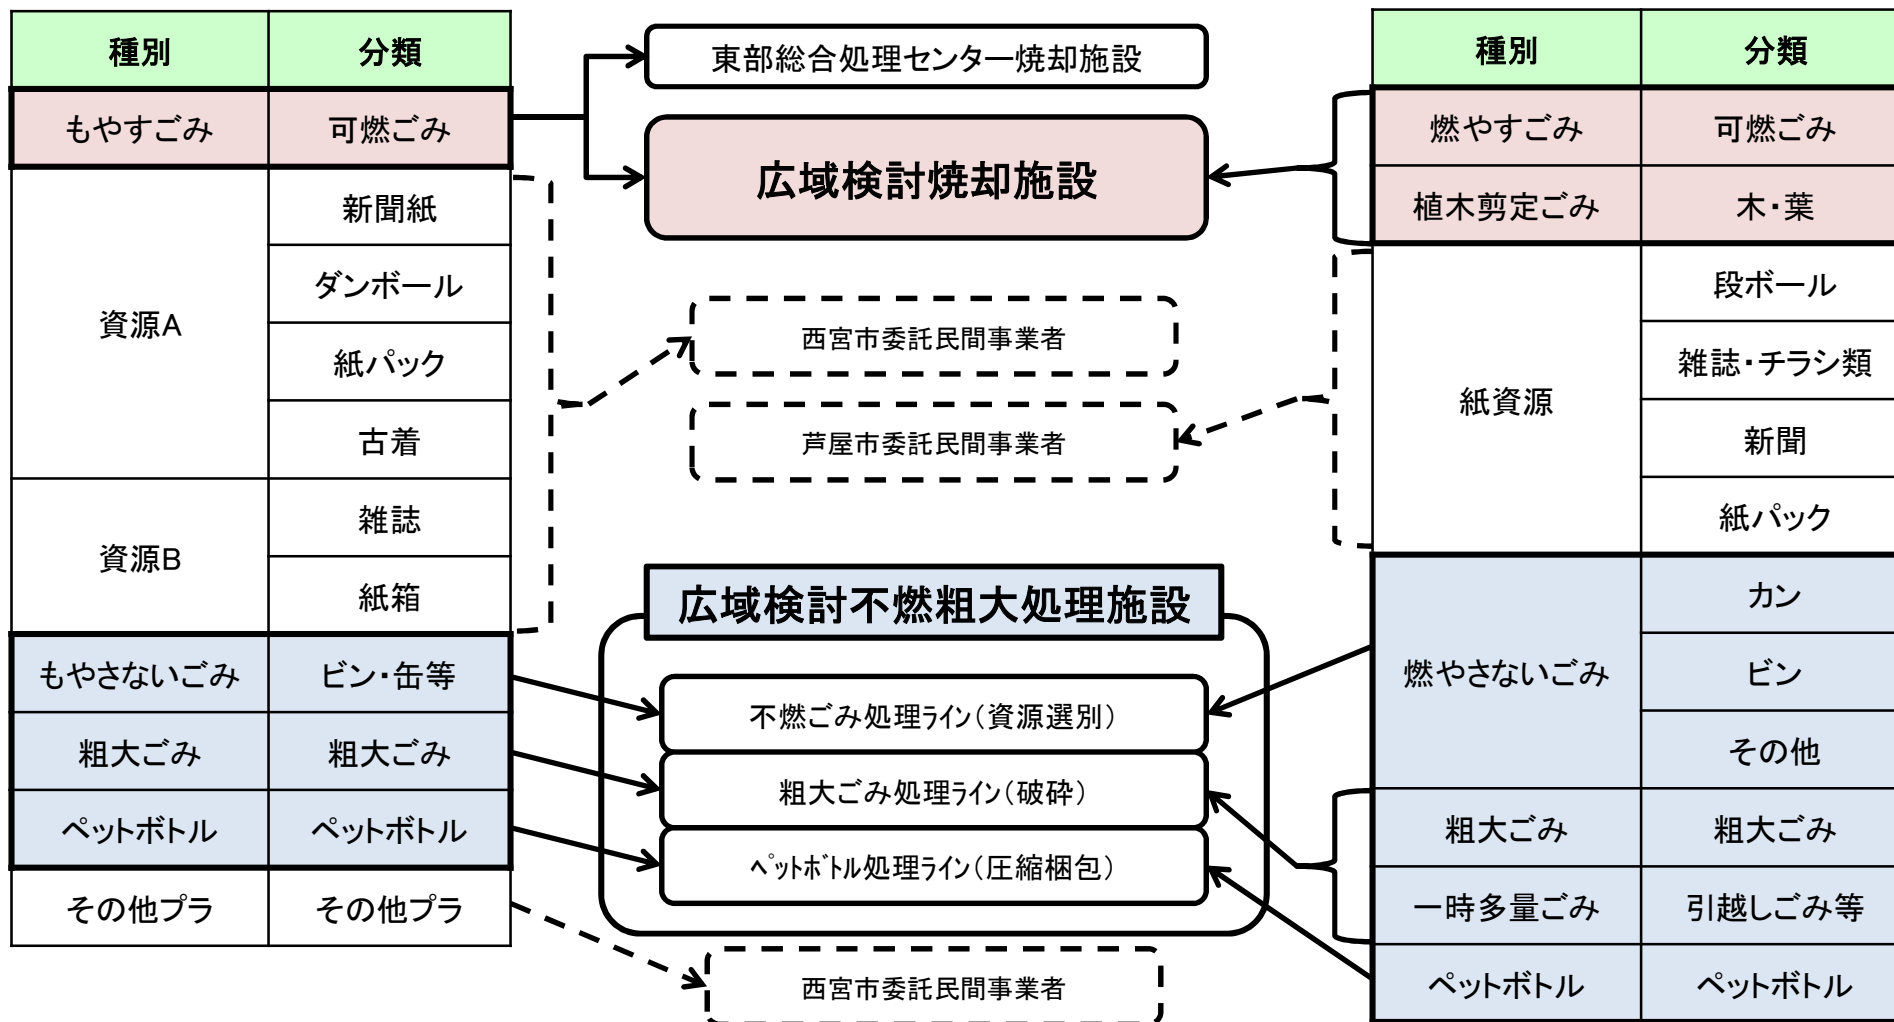 種別 分類
もやすごみ 可燃ごみ
資源A
新聞紙
ダンボール
紙パック
古着
資源B
雑誌
紙箱
もやさないごみ ビン・缶等
粗大ごみ 粗大ごみ
ペットボトル ペットボトル
その他プラ その他プラ
東部総合処理センター焼却施設
広域検討焼却施設
西宮市委託民間事業者
芦屋市委託民間事業者
広域検討不燃粗大処理施設
不燃ごみ処理ﾗｲﾝ(資源選別)
粗大ごみ処理ﾗｲﾝ(破砕)
ﾍﾟｯﾄﾎﾞﾄﾙ処理ﾗｲﾝ(圧縮梱包)
西宮市委託民間事業者
種別 分類
燃やすごみ 可燃ごみ
植木剪定ごみ 木・葉
紙資源
段ボール
雑誌・チラシ類
新聞
紙パック
燃やさないごみ
カン
ビン
その他
粗大ごみ 粗大ごみ
一時多量ごみ 引越しごみ等
ペットボトル ペットボトル